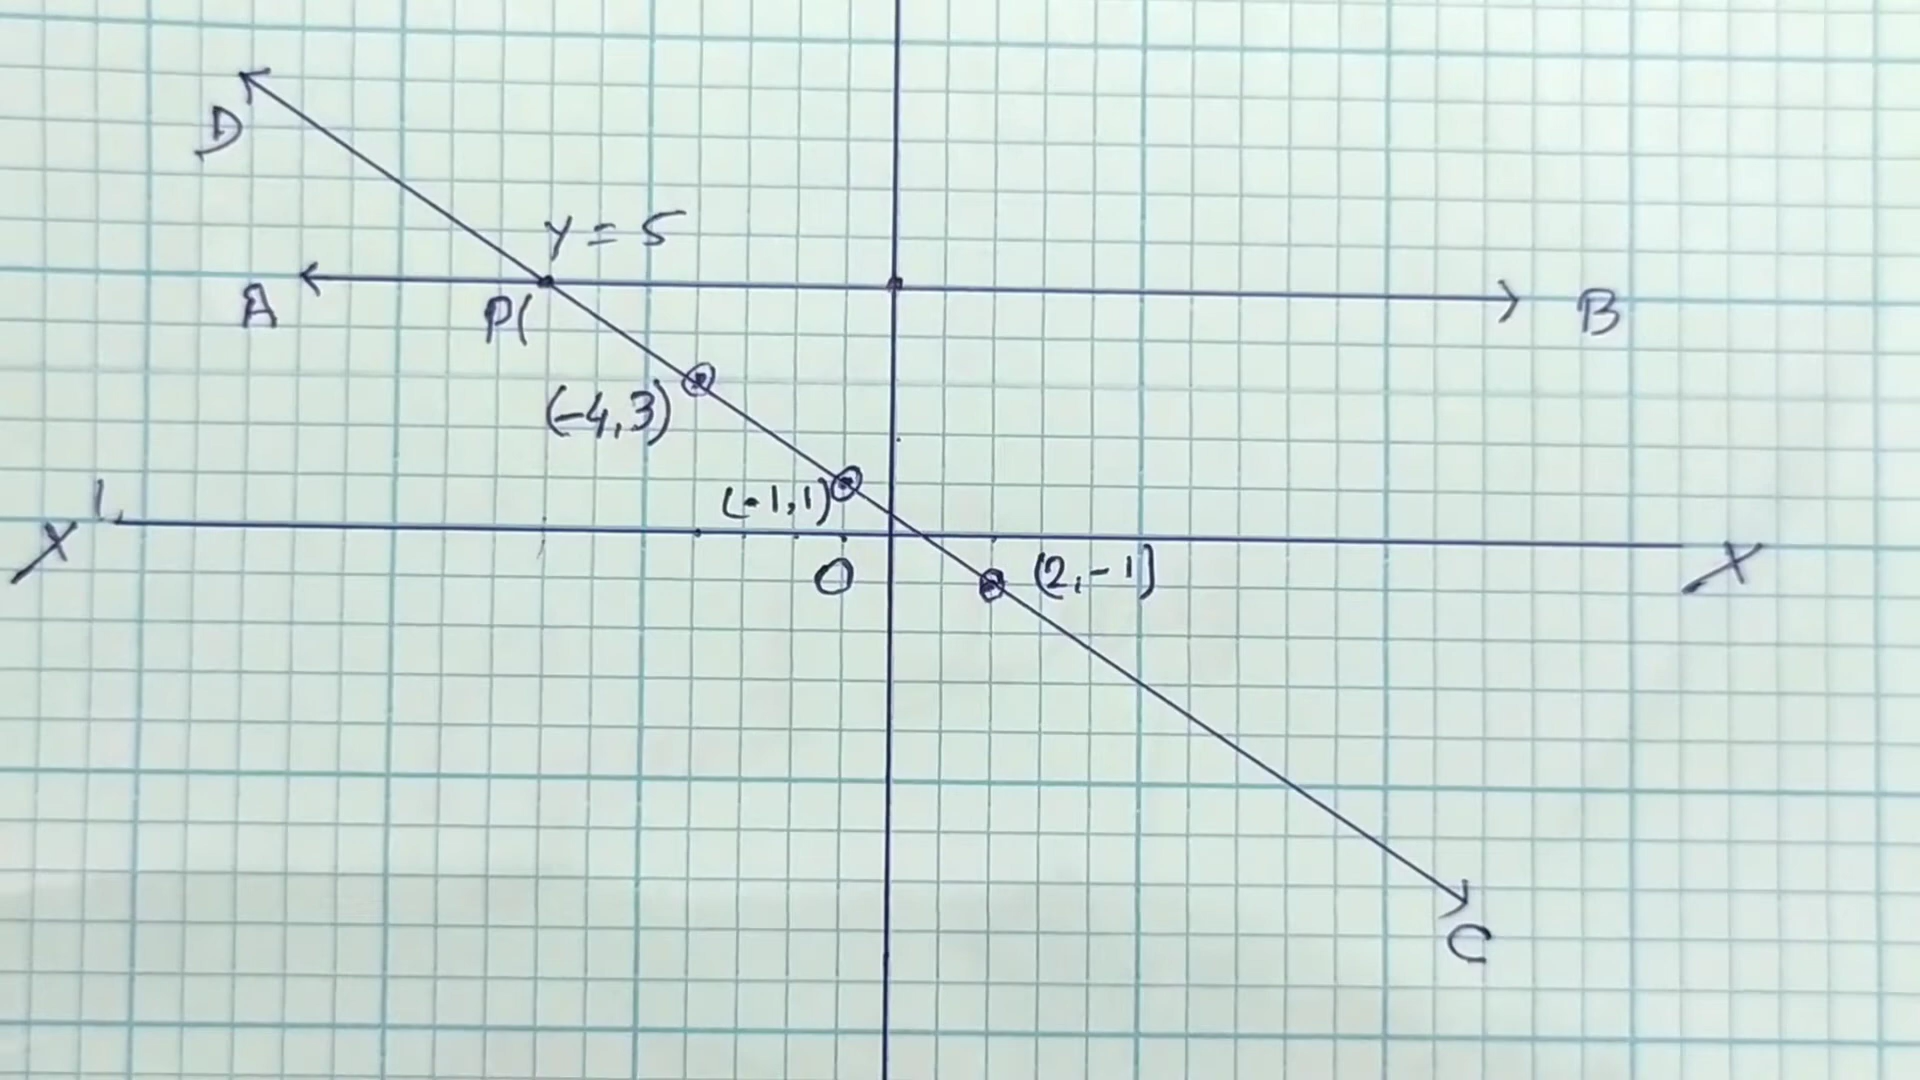 D
y = 5
A
P(
B
(-4,3)
(-1,1)
X'
X
O
(2,-1)
C